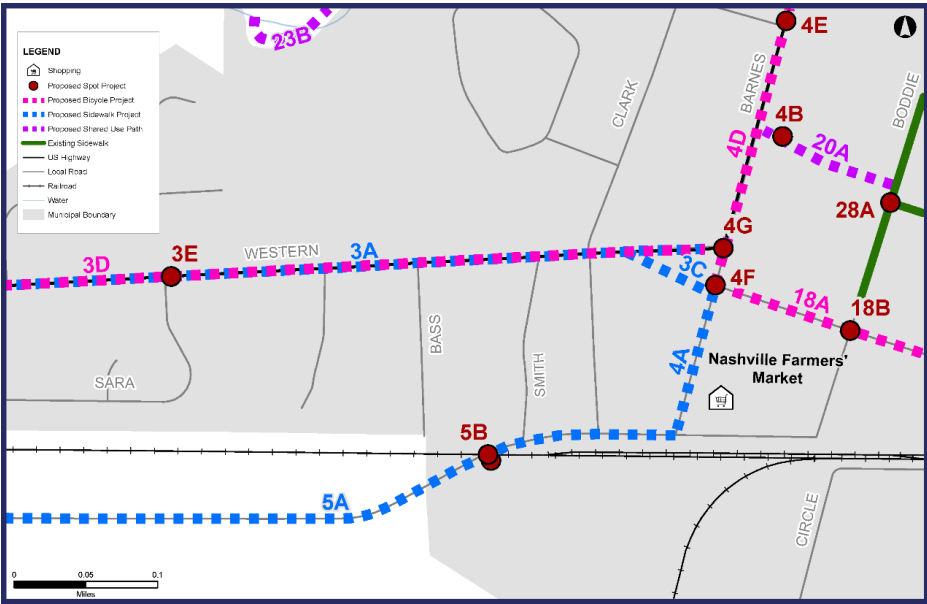 23B
4E
LEGEND
Shopping
Proposed Spot Project
Proposed Bicycle Project
Proposed Sidewalk Project
Proposed Shared Use Path
Existing Sidewalk
US Highway
Local Road
Railroad
Water
Municipal Boundary
CLARK
BARNES
BODDIE
4B
4D
20A
28A
4G
3E
WESTERN
3A
3D
3C
4F
18A
18B
BASS
SMITH
4A
Nashville Farmers'
Market
SARA
5B
5A
CIRCLE
0 0.05 0.1
Miles